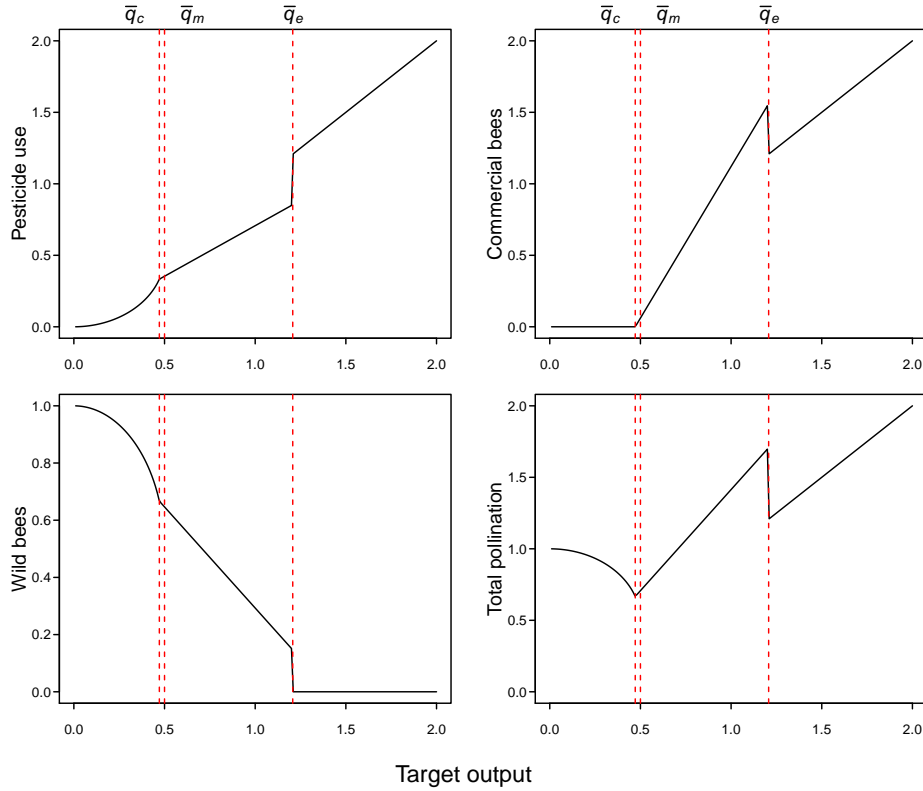 q̅c q̅m q̅e
q̅c q̅m q̅e
Pesticide use
2.0
1.5
1.0
0.5
0.0
0.0 0.5 1.0 1.5 2.0
Commercial bees
2.0
1.5
1.0
0.5
0.0
0.0 0.5 1.0 1.5 2.0
Wild bees
1.0
0.8
0.6
0.4
0.2
0.0
0.0 0.5 1.0 1.5 2.0
Total pollination
2.0
1.5
1.0
0.5
0.0
0.0 0.5 1.0 1.5 2.0
Target output